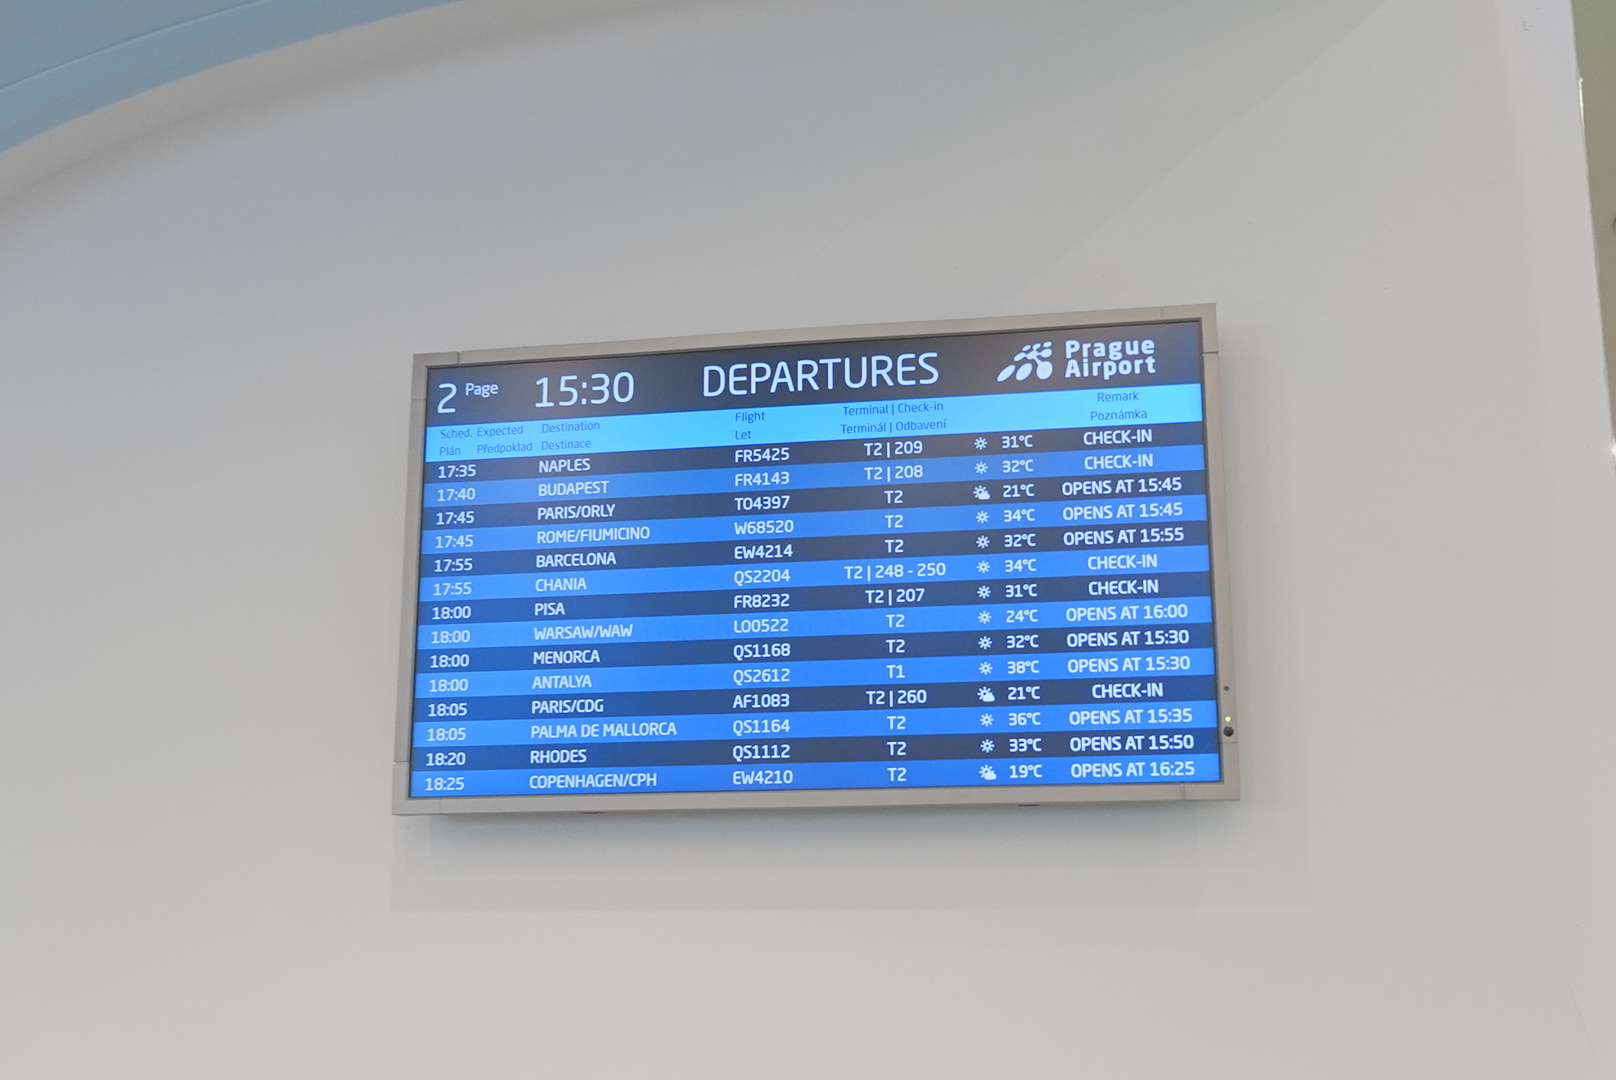 2 Page 15:30 DEPARTURES Prague Airport
Sched. Expected Destination Flight Terminal | Check-in Remark
Plán Předpoklad Destinace Let Terminál | Odbavení Poznámka
17:35 NAPLES FR5425 T2 | 209 31°C CHECK-IN
17:40 BUDAPEST FR4143 T2 | 208 32°C CHECK-IN
17:45 PARIS/ORLY TO4397 T2 21°C OPENS AT 15:45
17:45 ROME/FIUMICINO W68520 T2 34°C OPENS AT 15:45
17:55 BARCELONA EW4214 T2 32°C OPENS AT 15:55
17:55 CHANIA QS2204 T2 | 248 - 250 34°C CHECK-IN
18:00 PISA FR8232 T2 | 207 31°C CHECK-IN
18:00 WARSAW/WAW LO0522 T2 24°C OPENS AT 16:00
18:00 MENORCA QS1168 T2 32°C OPENS AT 15:30
18:00 ANTALYA QS2612 T1 38°C OPENS AT 15:30
18:05 PARIS/CDG AF1083 T2 | 260 21°C CHECK-IN
18:05 PALMA DE MALLORCA QS1164 T2 36°C OPENS AT 15:35
18:20 RHODES QS1112 T2 33°C OPENS AT 15:50
18:25 COPENHAGEN/CPH EW4210 T2 19°C OPENS AT 16:25